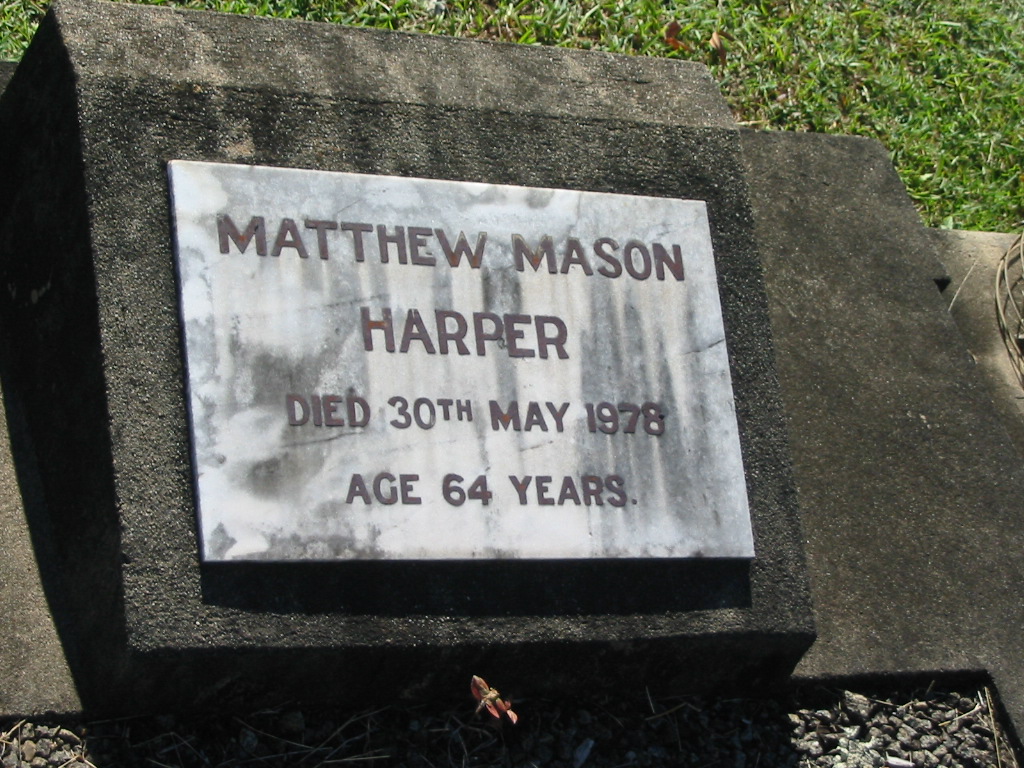 MATTHEW MASON
HARPER
DIED 30TH MAY 1978
AGE 64 YEARS.